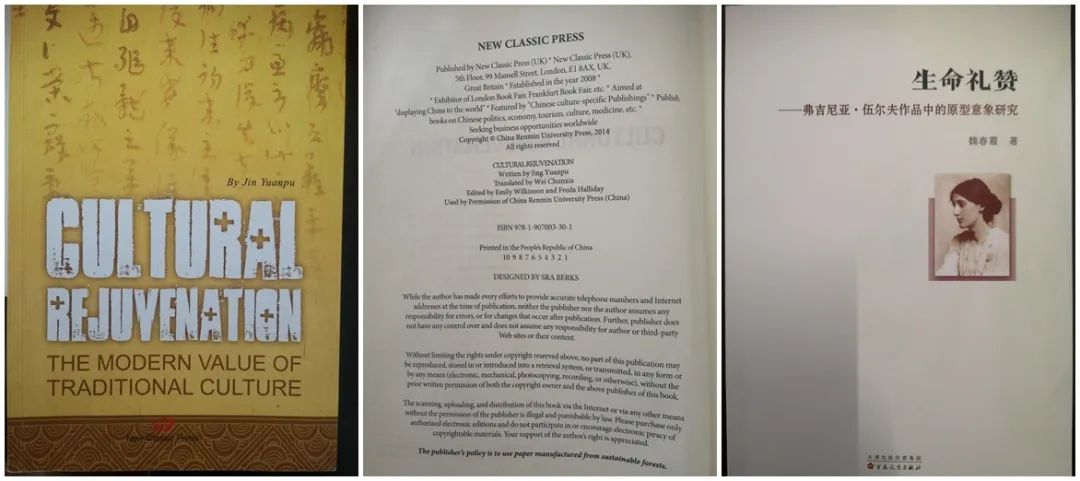 By Jin Yuanpu
CULTURAL
REJUVENATION
THE MODERN VALUE OF
TRADITIONAL CULTURE
New Classic Press
NEW CLASSIC PRESS
Published by New Classic Press (UK) * New Classic Press (UK),
5th Floor, 99 Mansell Street, London, E1 8AX, UK,
Great Britain * Established in the year 2008 *
* Exhibitor of London Book Fair, Frankfurt Book Fair, etc. * Aimed at
"displaying China to the world" * Featured by "Chinese culture-specific Publishings" * Publish
books on Chinese politics, economy, tourism, culture, medicine, etc. *
Seeking business opportunities worldwide
Copyright © China Renmin University Press, 2014
All rights reserved
CULTURAL REJUVENATION
Written by Jing Yuanpu
Translated by Wei Chunxia
Edited by Emily Wilkinson and Freda Halliday
Used by Permission of China Renmin University Press (China)
ISBN 978-1-907003-30-1
Printed in the People's Republic of China
10 9 8 7 6 5 4 3 2 1
DESIGNED BY SRA BERKS
While the author has made every efforts to provide accurate telephone numbers and Internet
addresses at the time of publication, neither the publisher nor the author assumes any
responsibility for errors, or for changes that occur after publication. Further, publisher does
not have any control over and does not assume any responsibility for author or third-party
Web sites or their content.
Without limiting the rights under copyright reserved above, no part of this publication may
be reproduced, stored in or introduced into a retrieval system, or transmitted, in any form or
by any means (electronic, mechanical, photocopying, recording, or otherwise), without the
prior written permission of both the copyright owner and the above publisher of this book.
The scanning, uploading, and distribution of this book via the Internet or via any other means
without the permission of the publisher is illegal and punishable by law. Please purchase only
authorized electronic editions and do not participate in or encourage electronic piracy of
copyrightable materials. Your support of the author's right is appreciated.
The publisher's policy is to use paper manufactured from sustainable forests.
生命礼赞
——弗吉尼亚·伍尔夫作品中的原型意象研究
魏春霞 著
天津出版传媒集团
百花文艺出版社